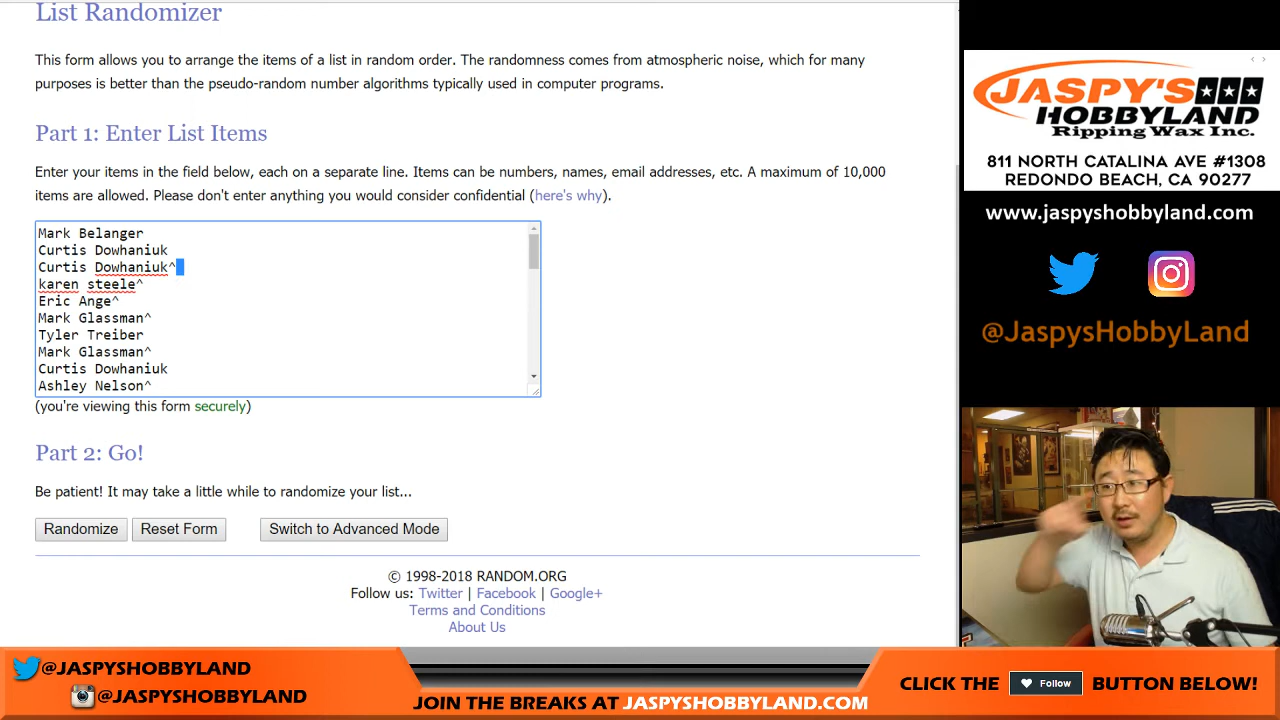 List Randomizer
This form allows you to arrange the items of a list in random order. The randomness comes from atmospheric noise, which for many
purposes is better than the pseudo-random number algorithms typically used in computer programs.
Part 1: Enter List Items
Enter your items in the field below, each on a separate line. Items can be numbers, names, email addresses, etc. A maximum of 10,000
items are allowed. Please don't enter anything you would consider confidential (here's why).
Mark Belanger
Curtis Dowhaniuk
Curtis Dowhaniuk^
karen steele^
Eric Ange^
Mark Glassman^
Tyler Treiber
Mark Glassman^
Curtis Dowhaniuk
Ashley Nelson^
(you're viewing this form securely)
Part 2: Go!
Be patient! It may take a little while to randomize your list...
Randomize
Reset Form
Switch to Advanced Mode
© 1998-2018 RANDOM.ORG
Follow us: Twitter | Facebook | Google+
Terms and Conditions
About Us
JASPY'S
HOBBYLAND
Ripping Wax Inc.
811 NORTH CATALINA AVE #1308
REDONDO BEACH, CA 90277
www.jaspyshobbyland.com
@JaspysHobbyLand
@JASPYSHOBBYLAND
@JASPYSHOBBYLAND
JOIN THE BREAKS AT JASPYSHOBBYLAND.COM
CLICK THE Follow BUTTON BELOW!